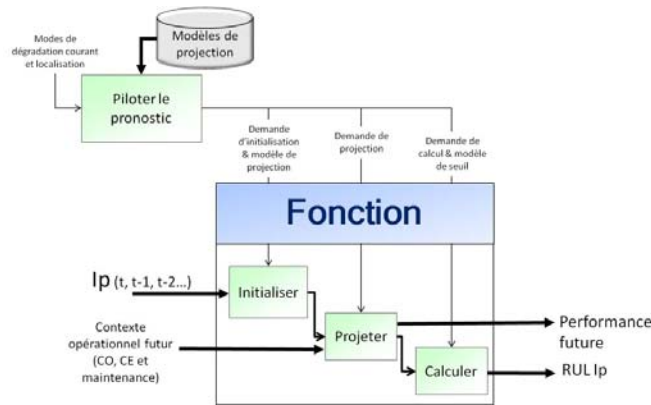 Modes de
dégradation courant
et localisation
Modèles de
projection
Piloter le
pronostic
Demande
d'initialisation
& modèle de
projection
Demande de
projection
Demande de
calcul & modèle
de seuil
Fonction
Ip (t, t-1, t-2...)
Initialiser
Contexte
opérationnel futur
(CO, CE et
maintenance)
Projeter
Performance
future
Calculer
RUL Ip